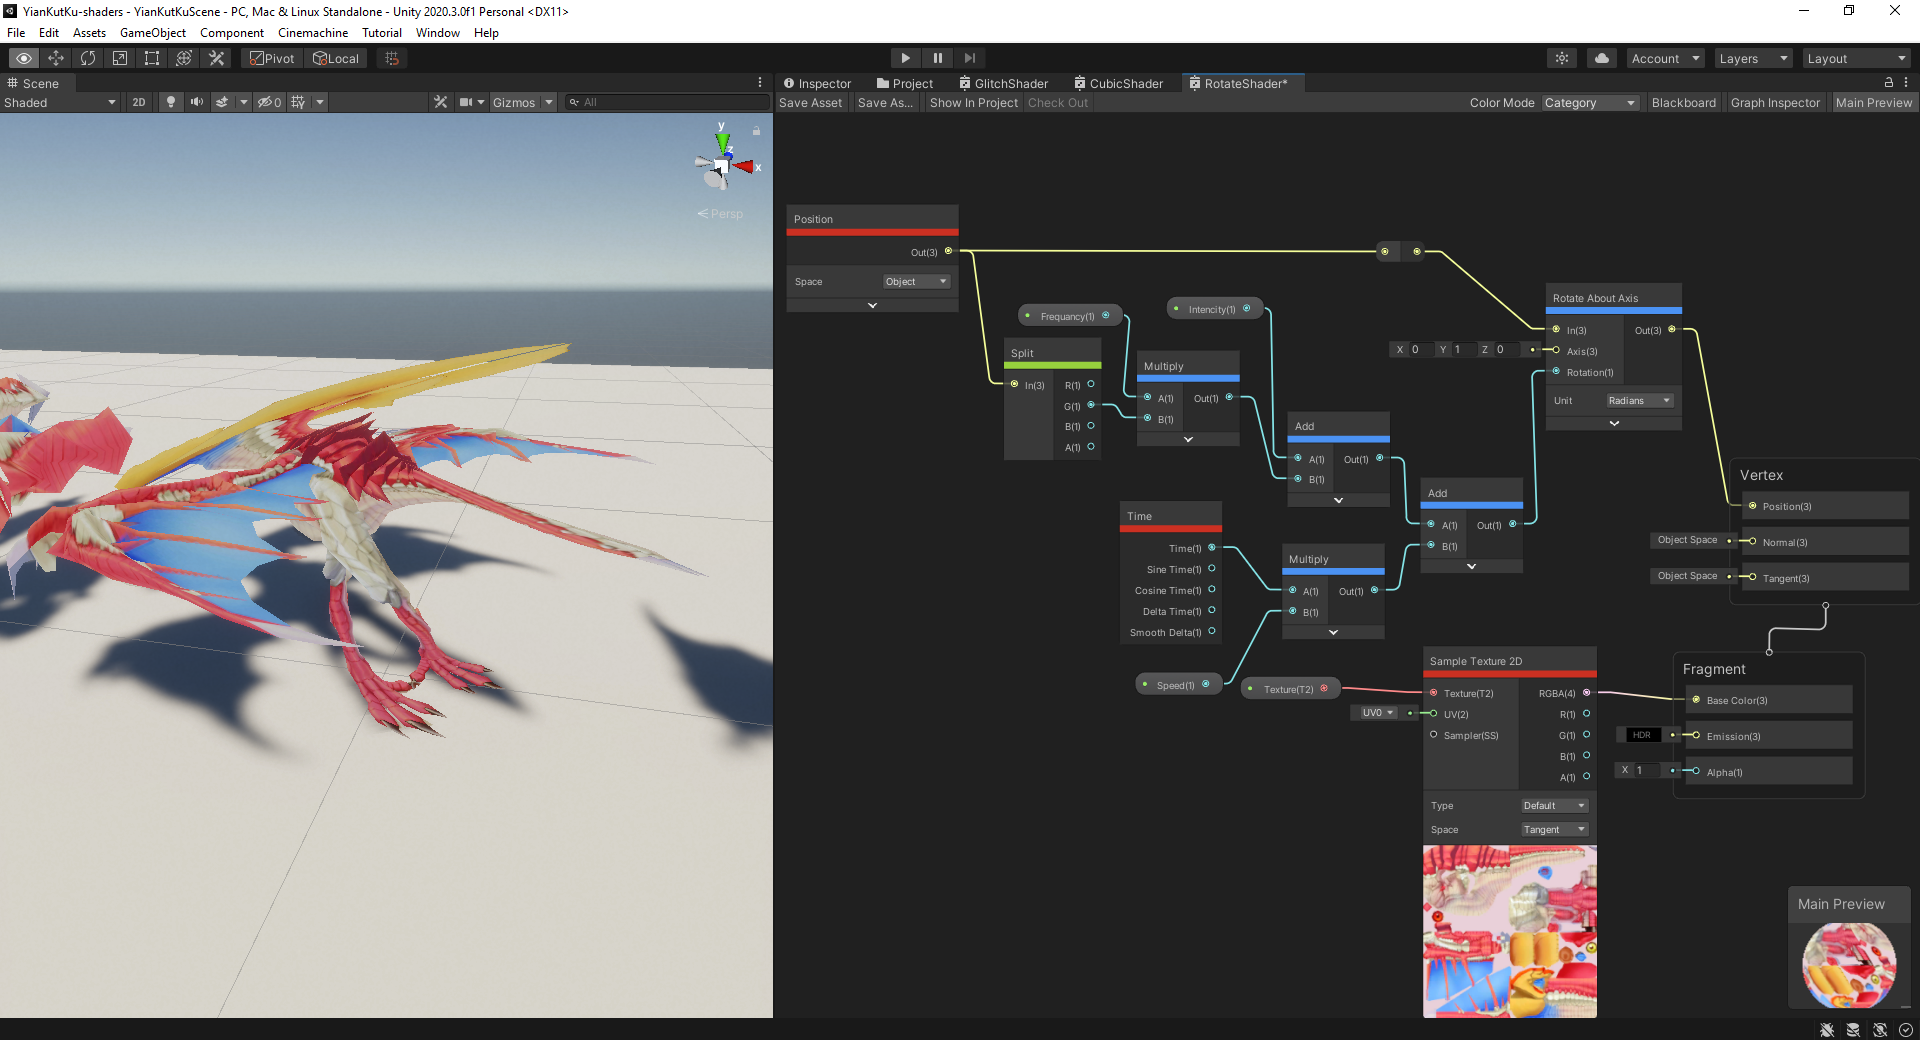 YianKutKu-shaders - YianKutKuScene - PC, Mac & Linux Standalone - Unity 2020.3.0f1 Personal <DX11>
File Edit Assets GameObject Component Cinemachine Tutorial Window Help
Pivot Local Account Layers Layout
Scene Inspector Project GlitchShader CubicShader RotateShader*
Shaded 2D 0 Gizmos All Save Asset Save As... Show In Project Check Out Color Mode Category Blackboard Graph Inspector Main Preview
y
z
x
Persp
Position
Out(3)
Space Object
Frequancy(1)
Intencity(1)
Split
In(3) R(1)
G(1)
B(1)
A(1)
Multiply
A(1) Out(1)
B(1)
Rotate About Axis
In(3) Out(3)
X 0 Y 1 Z 0 Axis(3)
Rotation(1)
Unit Radians
Add
A(1) Out(1)
B(1)
Add
A(1) Out(1)
B(1)
Time
Time(1)
Sine Time(1)
Cosine Time(1)
Delta Time(1)
Smooth Delta(1)
Multiply
A(1) Out(1)
B(1)
Speed(1)
Texture(T2)
Vertex
Position(3)
Object Space Normal(3)
Object Space Tangent(3)
Sample Texture 2D
Texture(T2) RGBA(4)
UV0 UV(2) R(1)
Sampler(SS) G(1)
B(1)
A(1)
Type Default
Space Tangent
Fragment
Base Color(3)
HDR Emission(3)
X 1 Alpha(1)
Main Preview